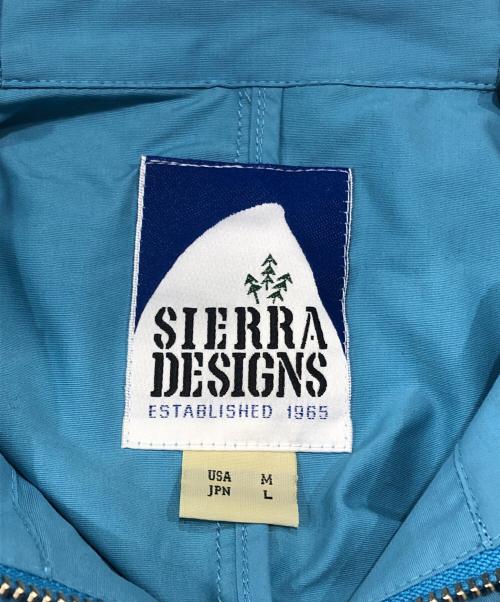 SIERRA
DESIGNS
ESTABLISHED 1965
USA M
JPN L